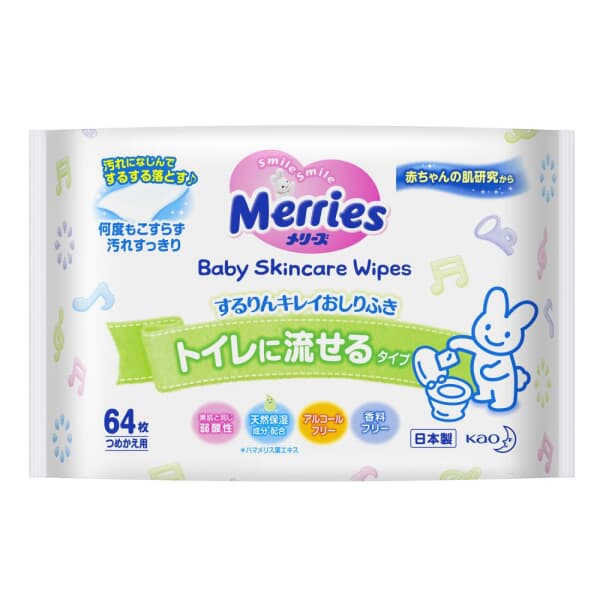 汚れになじんで
するする落とす♪
何度もこすらず
汚れすっきり
Smile Smile
Merries
メリーズ
赤ちゃんの肌研究から
Baby Skincare Wipes
するりんキレイおしりふき
トイレに流せるタイプ
64枚
つめかえ用
素肌と同じ
弱酸性
天然保湿
成分*配合
アルコール
フリー
香料
フリー
*ハマメリス葉エキス
日本製
Kao